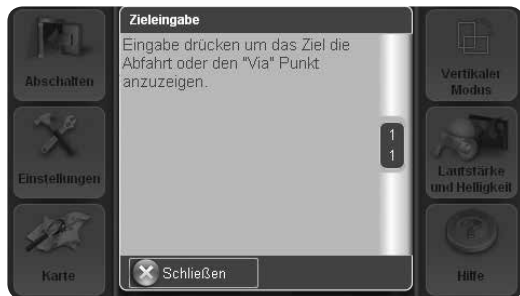 Zieleingabe
Eingabe drücken um das Ziel die
Abfahrt oder den "Via" Punkt
anzuzeigen.
1
1
Schließen
Abschalten
Einstellungen
Karte
Vertikaler
Modus
Lautstärke
und Helligkeit
Hilfe